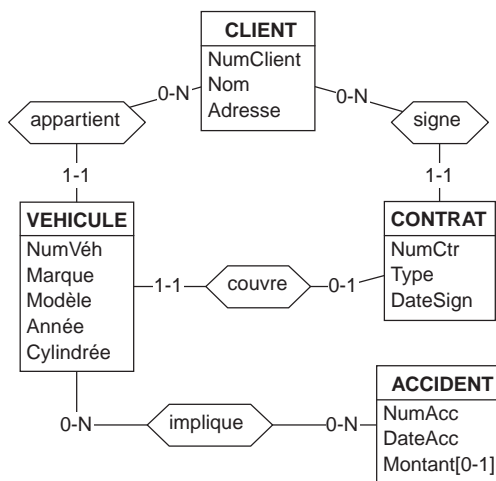 CLIENT
NumClient
Nom
Adresse
0-N
0-N
appartient
signe
1-1
1-1
VEHICULE
NumVéh
Marque
Modèle
Année
Cylindrée
CONTRAT
NumCtr
Type
DateSign
1-1
couvre
0-1
ACCIDENT
NumAcc
DateAcc
Montant[0-1]
0-N
implique
0-N